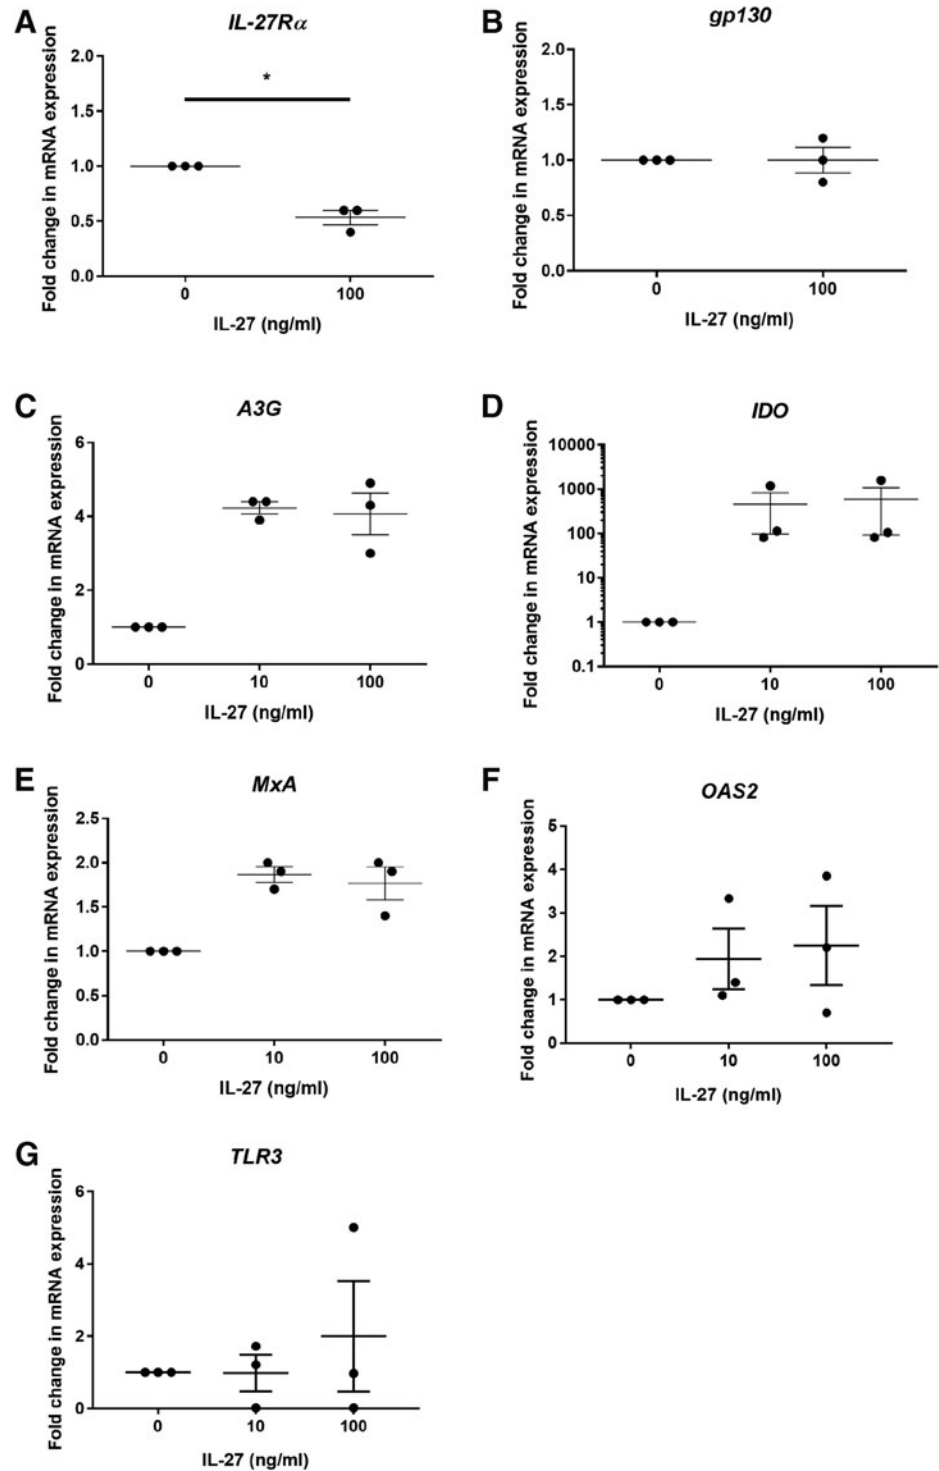 A
IL-27Rα
Fold change in mRNA expression
2.0
1.5
1.0
0.5
0.0
*
0 100
IL-27 (ng/ml)
B
gp130
Fold change in mRNA expression
2.0
1.5
1.0
0.5
0.0
0 100
IL-27 (ng/ml)
C
A3G
Fold change in mRNA expression
6
4
2
0
0 10 100
IL-27 (ng/ml)
D
IDO
Fold change in mRNA expression
10000
1000
100
10
1
0.1
0 10 100
IL-27 (ng/ml)
E
MxA
Fold change in mRNA expression
2.5
2.0
1.5
1.0
0.5
0.0
0 10 100
IL-27 (ng/ml)
F
OAS2
Fold change in mRNA expression
5
4
3
2
1
0
0 10 100
IL-27 (ng/ml)
G
TLR3
Fold change in mRNA expression
6
4
2
0
0 10 100
IL-27 (ng/ml)